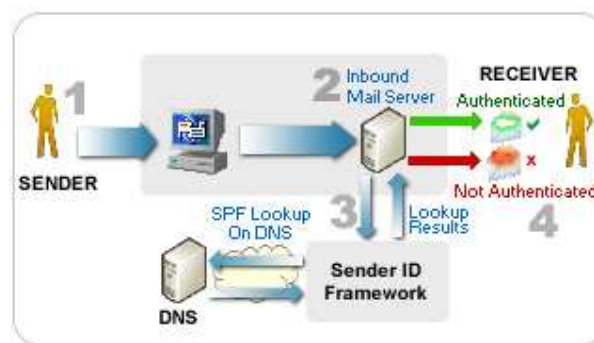 1
SENDER
2
Inbound
Mail Server
RECEIVER
Authenticated
Not Authenticated
4
3
SPF Lookup
On DNS
Lookup
Results
Sender ID
Framework
DNS